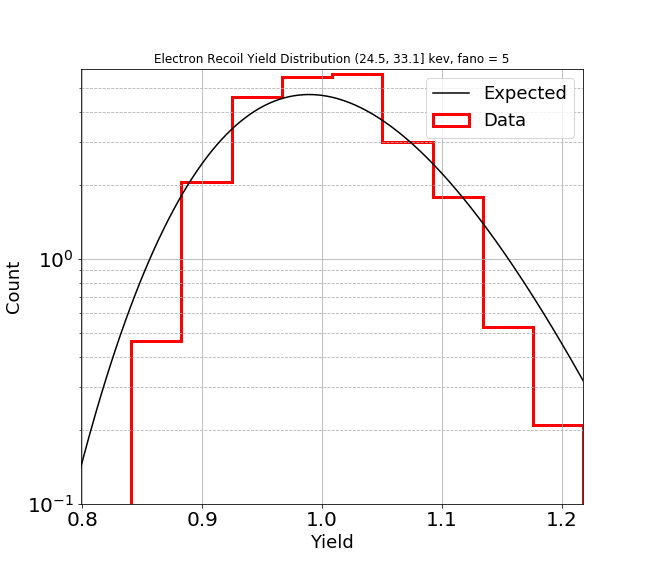 Electron Recoil Yield Distribution (24.5, 33.1] kev, fano = 5
Expected
Data
10⁰
10⁻¹
Count
0.8 0.9 1.0 1.1 1.2
Yield